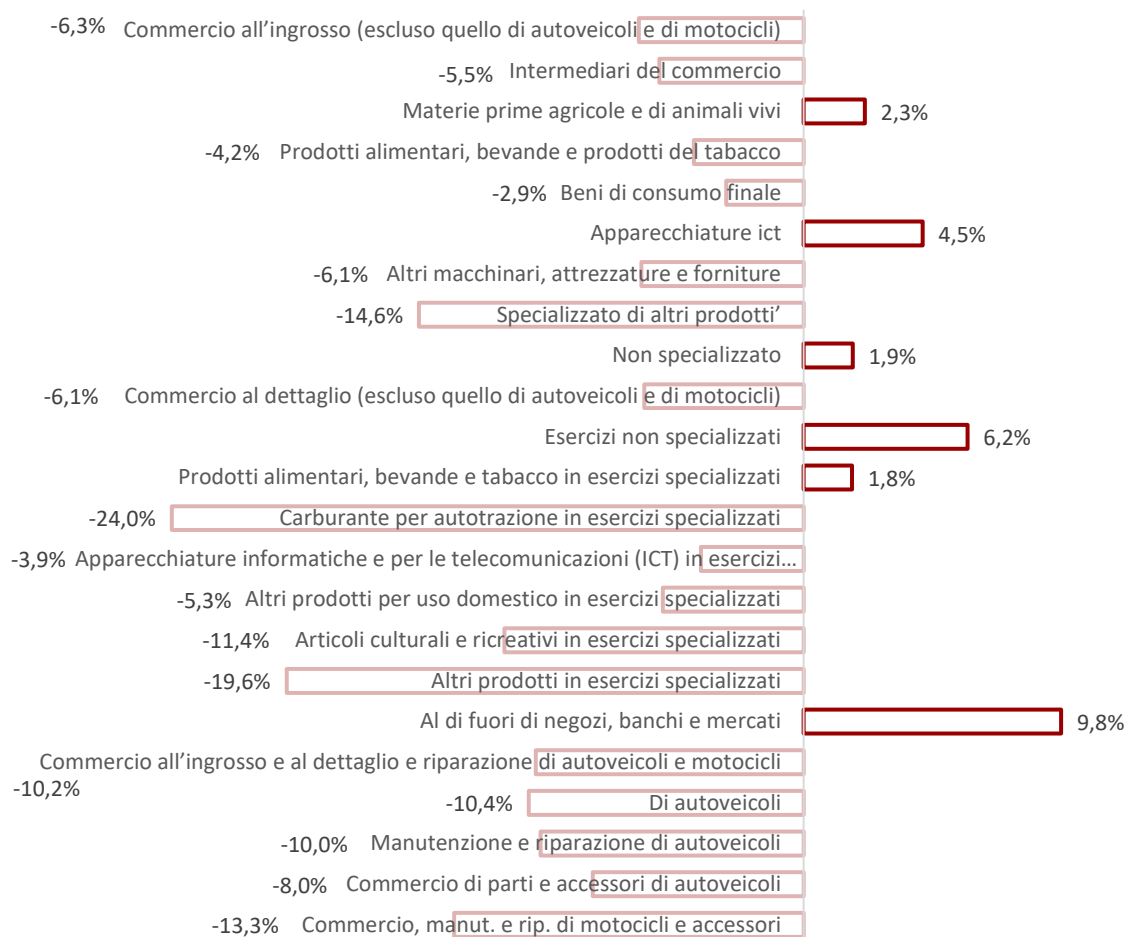 -6,3% Commercio all'ingrosso (escluso quello di autoveicoli e di motocicli)
-5,5% Intermediari del commercio
Materie prime agricole e di animali vivi 2,3%
-4,2% Prodotti alimentari, bevande e prodotti del tabacco
-2,9% Beni di consumo finale
Apparecchiature ict 4,5%
-6,1% Altri macchinari, attrezzature e forniture
-14,6% Specializzato di altri prodotti’
Non specializzato 1,9%
-6,1% Commercio al dettaglio (escluso quello di autoveicoli e di motocicli)
Esercizi non specializzati 6,2%
Prodotti alimentari, bevande e tabacco in esercizi specializzati 1,8%
-24,0% Carburante per autotrazione in esercizi specializzati
-3,9% Apparecchiature informatiche e per le telecomunicazioni (ICT) in esercizi...
-5,3% Altri prodotti per uso domestico in esercizi specializzati
-11,4% Articoli culturali e ricreativi in esercizi specializzati
-19,6% Altri prodotti in esercizi specializzati
Al di fuori di negozi, banchi e mercati 9,8%
Commercio all’ingrosso e al dettaglio e riparazione di autoveicoli e motocicli
-10,2%
-10,4% Di autoveicoli
-10,0% Manutenzione e riparazione di autoveicoli
-8,0% Commercio di parti e accessori di autoveicoli
-13,3% Commercio, manut. e rip. di motocicli e accessori